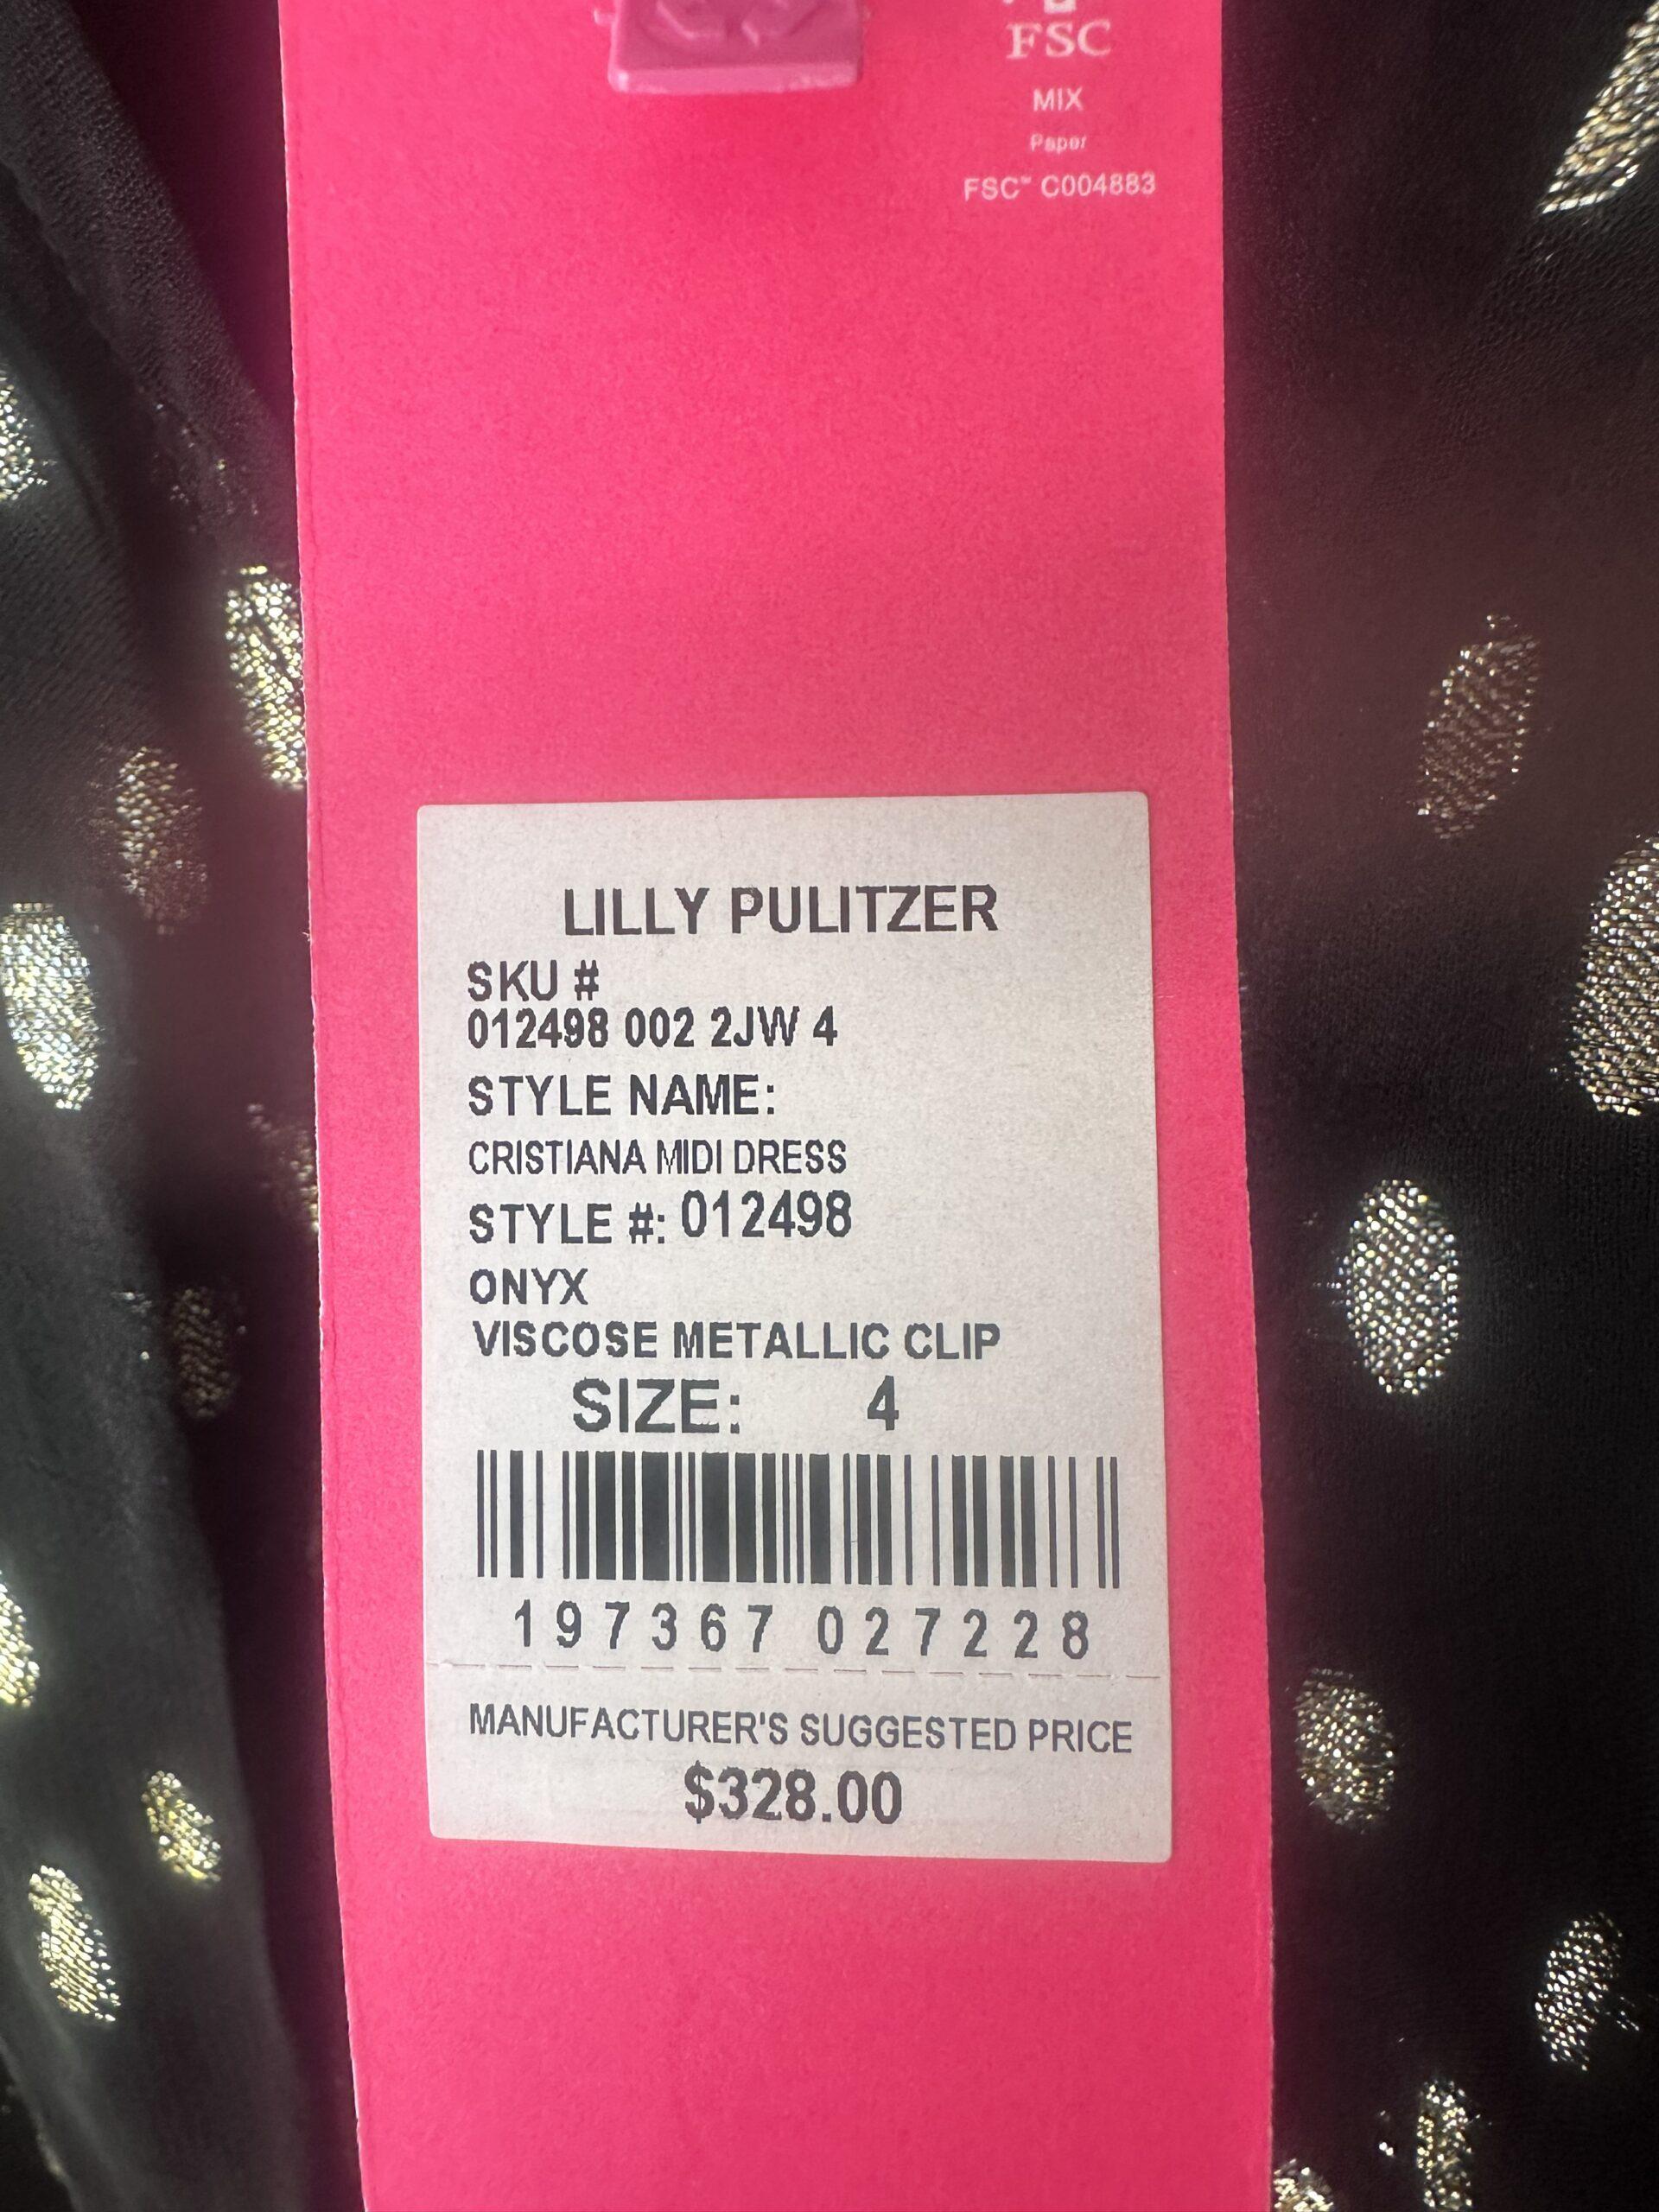 FSC
MIX
Paper
FSC™ C004883
LILLY PULITZER
SKU #
012498 002 2JW 4
STYLE NAME:
CRISTIANA MIDI DRESS
STYLE #: 012498
ONYX
VISCOSE METALLIC CLIP
SIZE: 4
197367 027228
MANUFACTURER'S SUGGESTED PRICE
$328.00